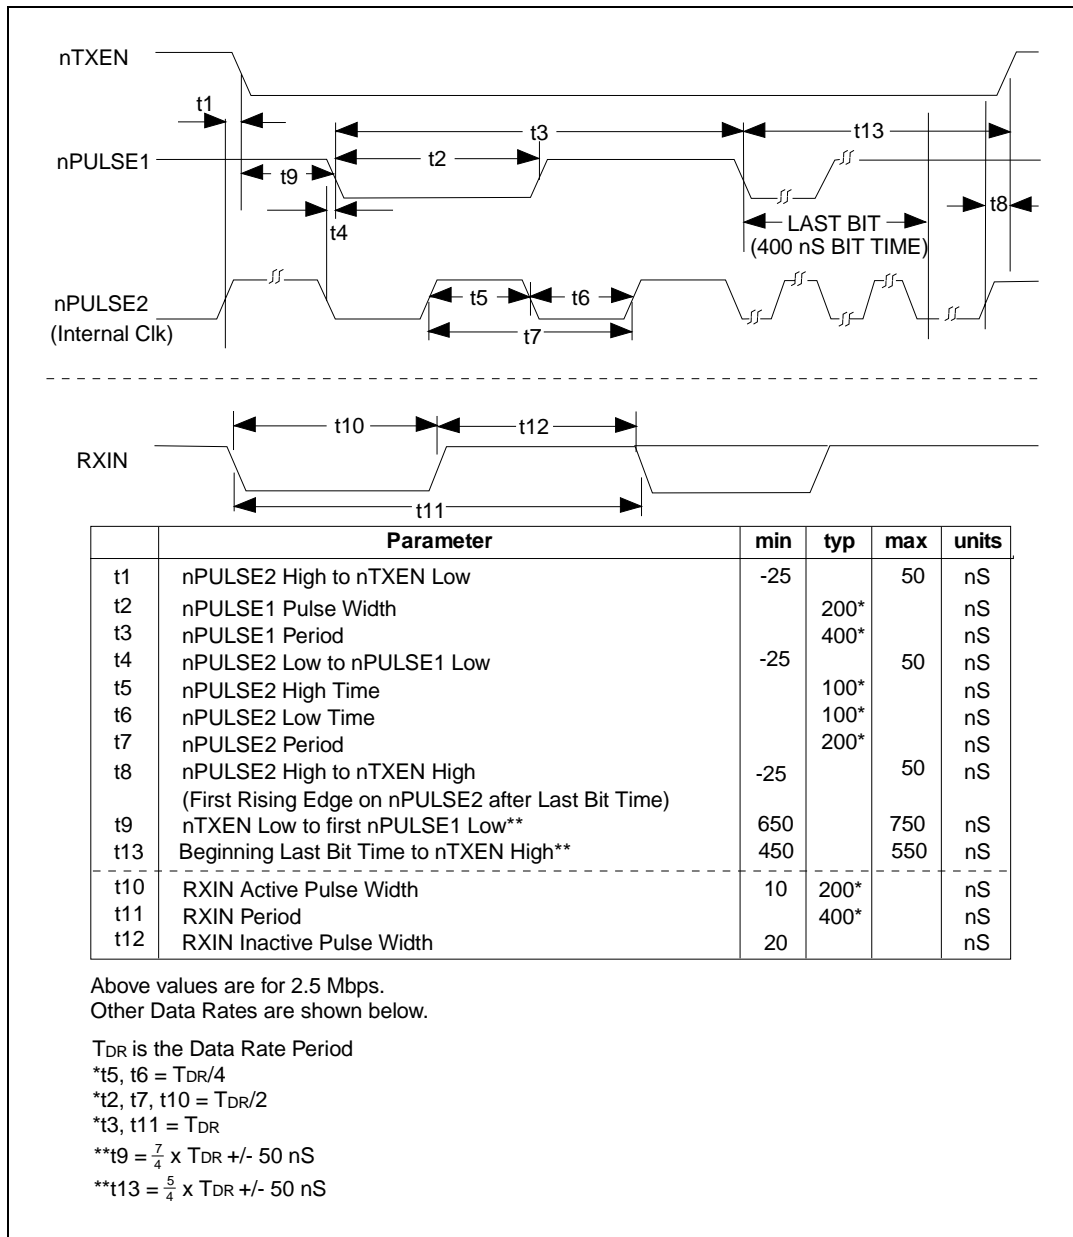 nTXEN
t1
t3
t13
nPULSE1
t2
t9
t8
t4
LAST BIT
(400 nS BIT TIME)
nPULSE2
(Internal Clk)
t5
t6
t7
t10
t12
RXIN
t11
Parameter min typ max units
t1 nPULSE2 High to nTXEN Low -25 50 nS
t2 nPULSE1 Pulse Width 200* nS
t3 nPULSE1 Period 400* nS
t4 nPULSE2 Low to nPULSE1 Low -25 50 nS
t5 nPULSE2 High Time 100* nS
t6 nPULSE2 Low Time 100* nS
t7 nPULSE2 Period 200* nS
t8 nPULSE2 High to nTXEN High -25 50 nS
(First Rising Edge on nPULSE2 after Last Bit Time)
t9 nTXEN Low to first nPULSE1 Low** 650 750 nS
t13 Beginning Last Bit Time to nTXEN High** 450 550 nS
t10 RXIN Active Pulse Width 10 200* nS
t11 RXIN Period 400* nS
t12 RXIN Inactive Pulse Width 20 nS
Above values are for 2.5 Mbps.
Other Data Rates are shown below.
TDR is the Data Rate Period
*t5, t6 = TDR/4
*t2, t7, t10 = TDR/2
*t3, t11 = TDR
**t9 = 7/4 x TDR +/- 50 nS
**t13 = 5/4 x TDR +/- 50 nS